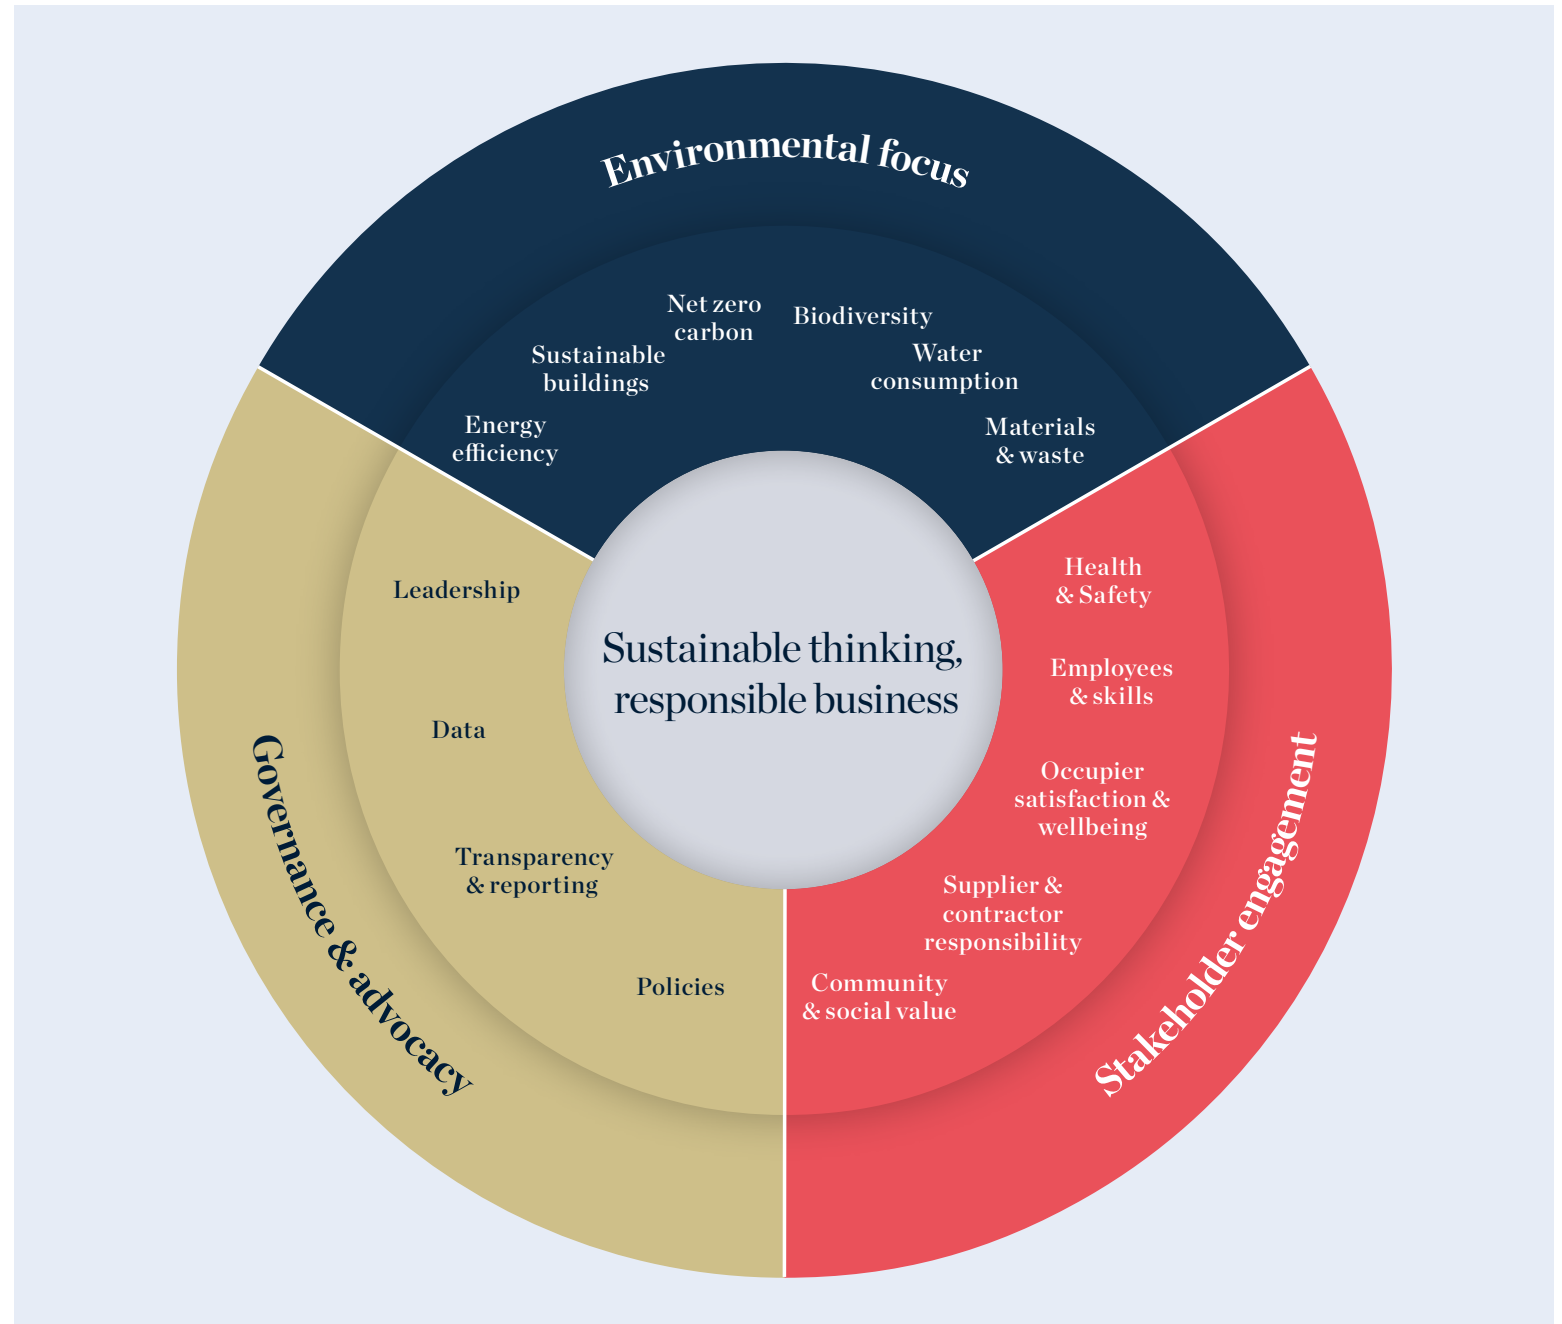 Environmental focus
Net zero
carbon
Biodiversity
Sustainable
buildings
Water
consumption
Energy
efficiency
Materials
& waste
Sustainable thinking,
responsible business
Health
& Safety
Employees
& skills
Occupier
satisfaction &
wellbeing
Supplier &
contractor
responsibility
Community
& social value
Stakeholder engagement
Leadership
Data
Transparency
& reporting
Policies
Governance & advocacy